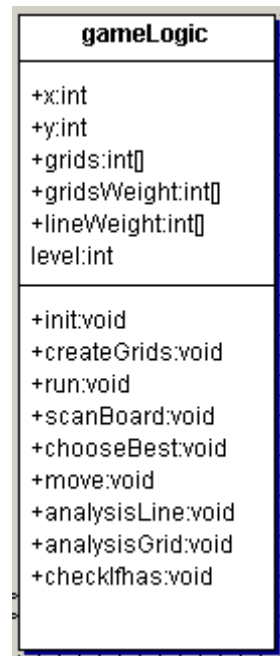 gameLogic
+x:int
+y:int
+grids:int[]
+gridsWeight:int[]
+lineWeight:int[]
level:int
+init:void
+createGrids:void
+run:void
+scanBoard:void
+chooseBest:void
+move:void
+analysisLine:void
+analysisGrid:void
+checkIfhas:void